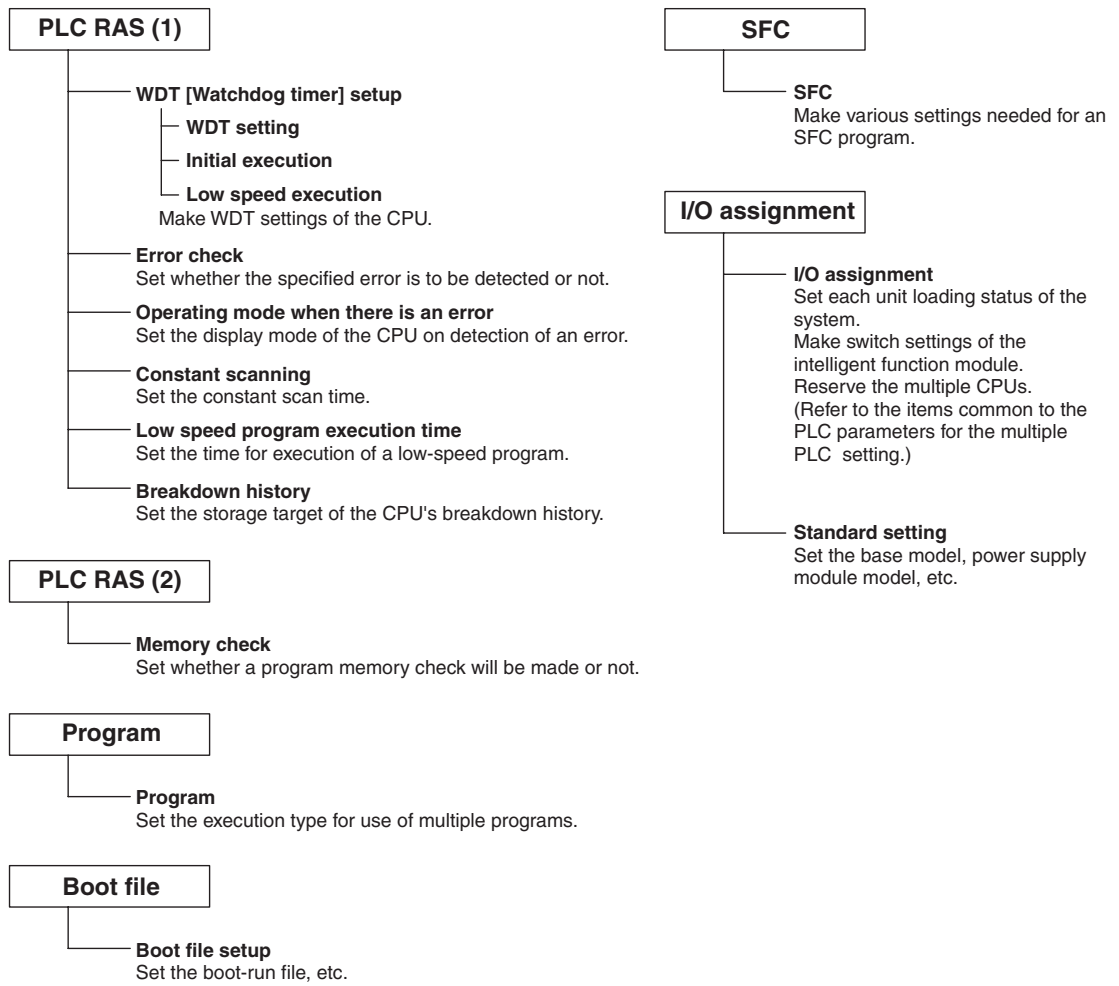 PLC RAS (1)
WDT [Watchdog timer] setup
WDT setting
Initial execution
Low speed execution
Make WDT settings of the CPU.
Error check
Set whether the specified error is to be detected or not.
Operating mode when there is an error
Set the display mode of the CPU on detection of an error.
Constant scanning
Set the constant scan time.
Low speed program execution time
Set the time for execution of a low-speed program.
Breakdown history
Set the storage target of the CPU's breakdown history.
PLC RAS (2)
Memory check
Set whether a program memory check will be made or not.
Program
Program
Set the execution type for use of multiple programs.
Boot file
Boot file setup
Set the boot-run file, etc.
SFC
SFC
Make various settings needed for an
SFC program.
I/O assignment
I/O assignment
Set each unit loading status of the
system.
Make switch settings of the
intelligent function module.
Reserve the multiple CPUs.
(Refer to the items common to the
PLC parameters for the multiple
PLC setting.)
Standard setting
Set the base model, power supply
module model, etc.